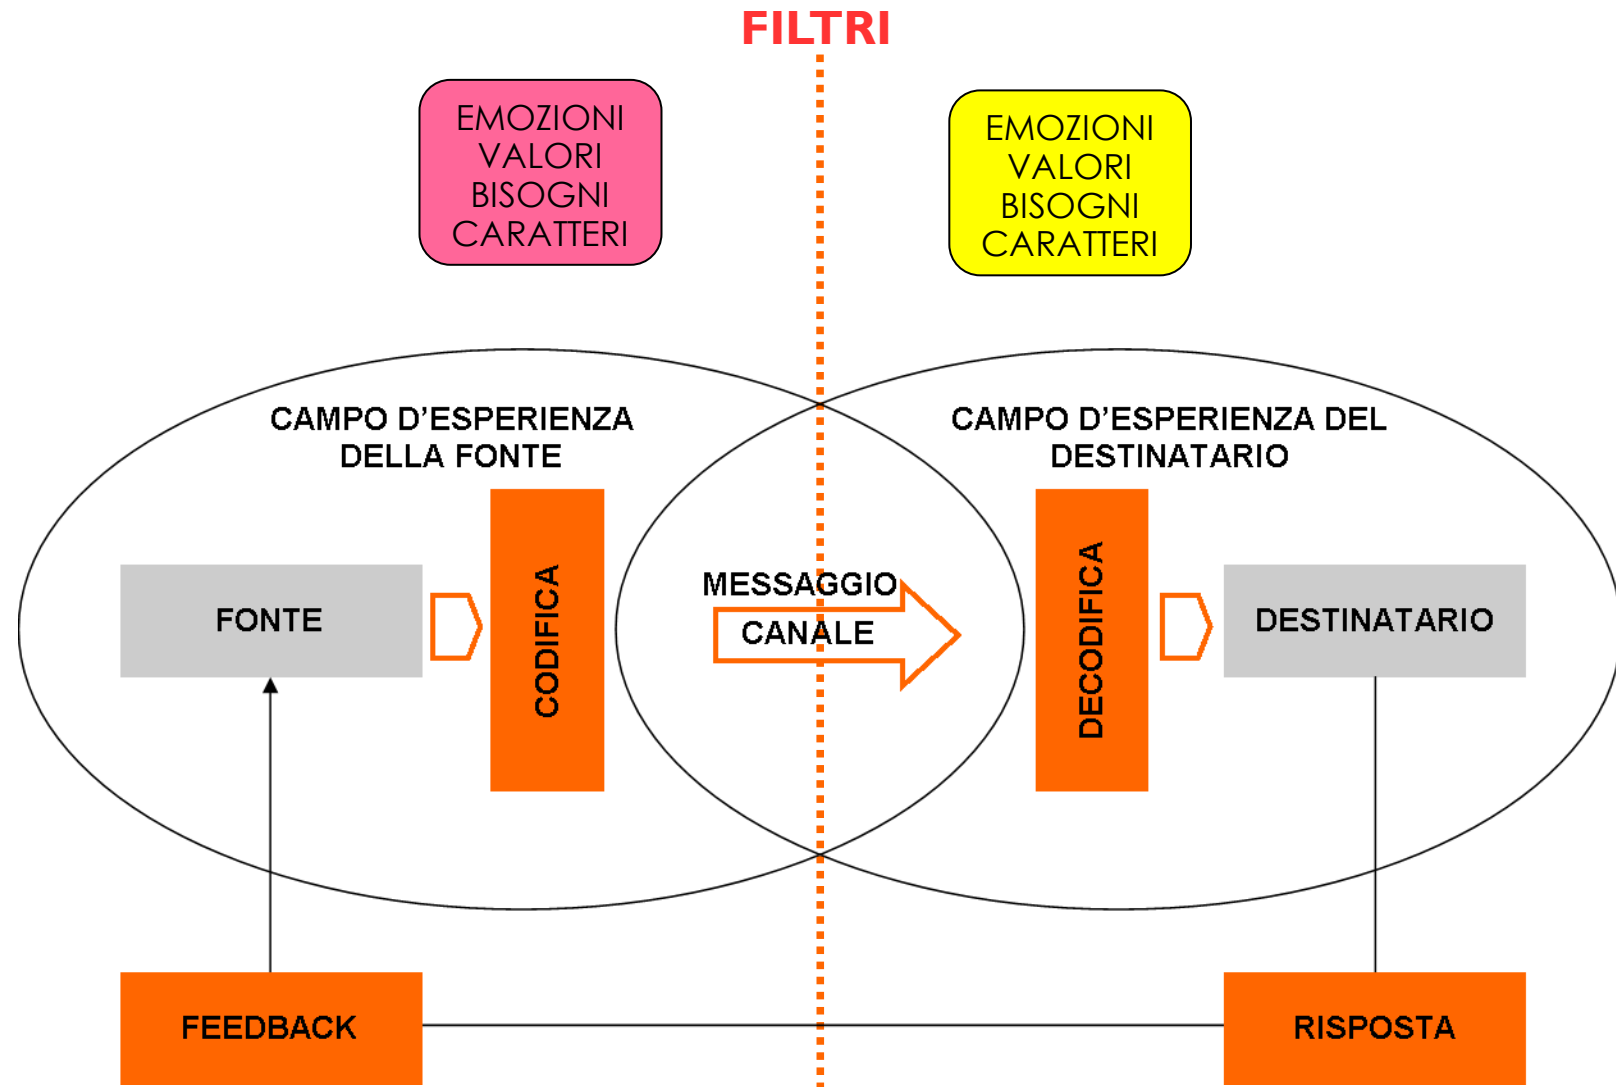 FILTRI
EMOZIONI
VALORI
BISOGNI
CARATTERI
EMOZIONI
VALORI
BISOGNI
CARATTERI
CAMPO D'ESPERIENZA
DELLA FONTE
CAMPO D'ESPERIENZA DEL
DESTINATARIO
FONTE
CODIFICA
MESSAGGIO
CANALE
DECODIFICA
DESTINATARIO
FEEDBACK
RISPOSTA